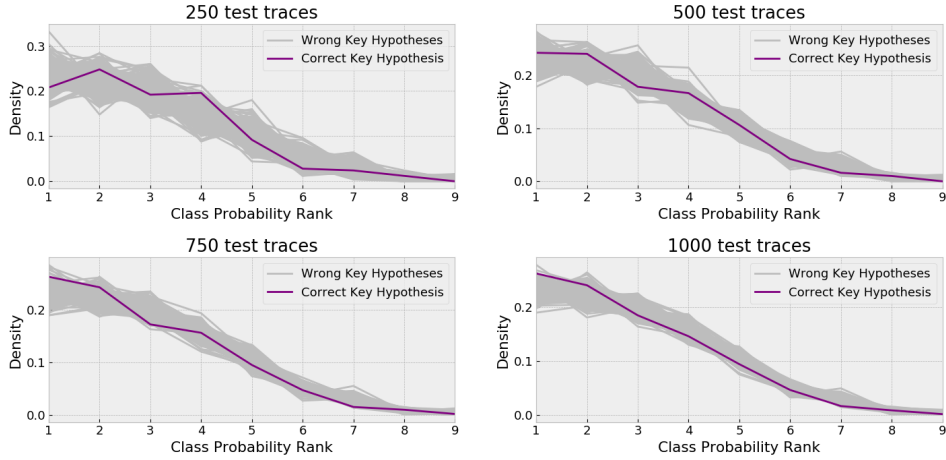 250 test traces
Wrong Key Hypotheses
Correct Key Hypothesis
Density
0.3
0.2
0.1
0.0
1 2 3 4 5 6 7 8 9
Class Probability Rank
500 test traces
Wrong Key Hypotheses
Correct Key Hypothesis
Density
0.2
0.1
0.0
1 2 3 4 5 6 7 8 9
Class Probability Rank
750 test traces
Wrong Key Hypotheses
Correct Key Hypothesis
Density
0.2
0.1
0.0
1 2 3 4 5 6 7 8 9
Class Probability Rank
1000 test traces
Wrong Key Hypotheses
Correct Key Hypothesis
Density
0.2
0.1
0.0
1 2 3 4 5 6 7 8 9
Class Probability Rank